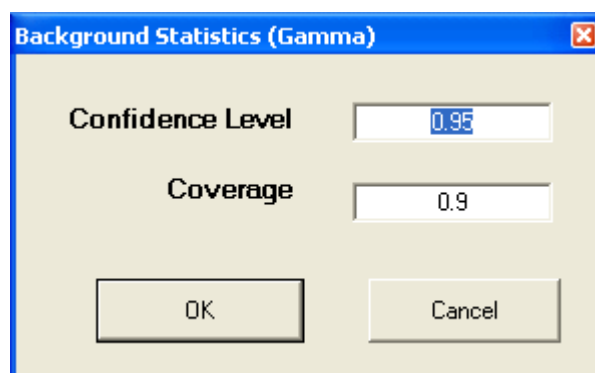 Background Statistics (Gamma)
Confidence Level 0.95
Coverage 0.9
OK Cancel